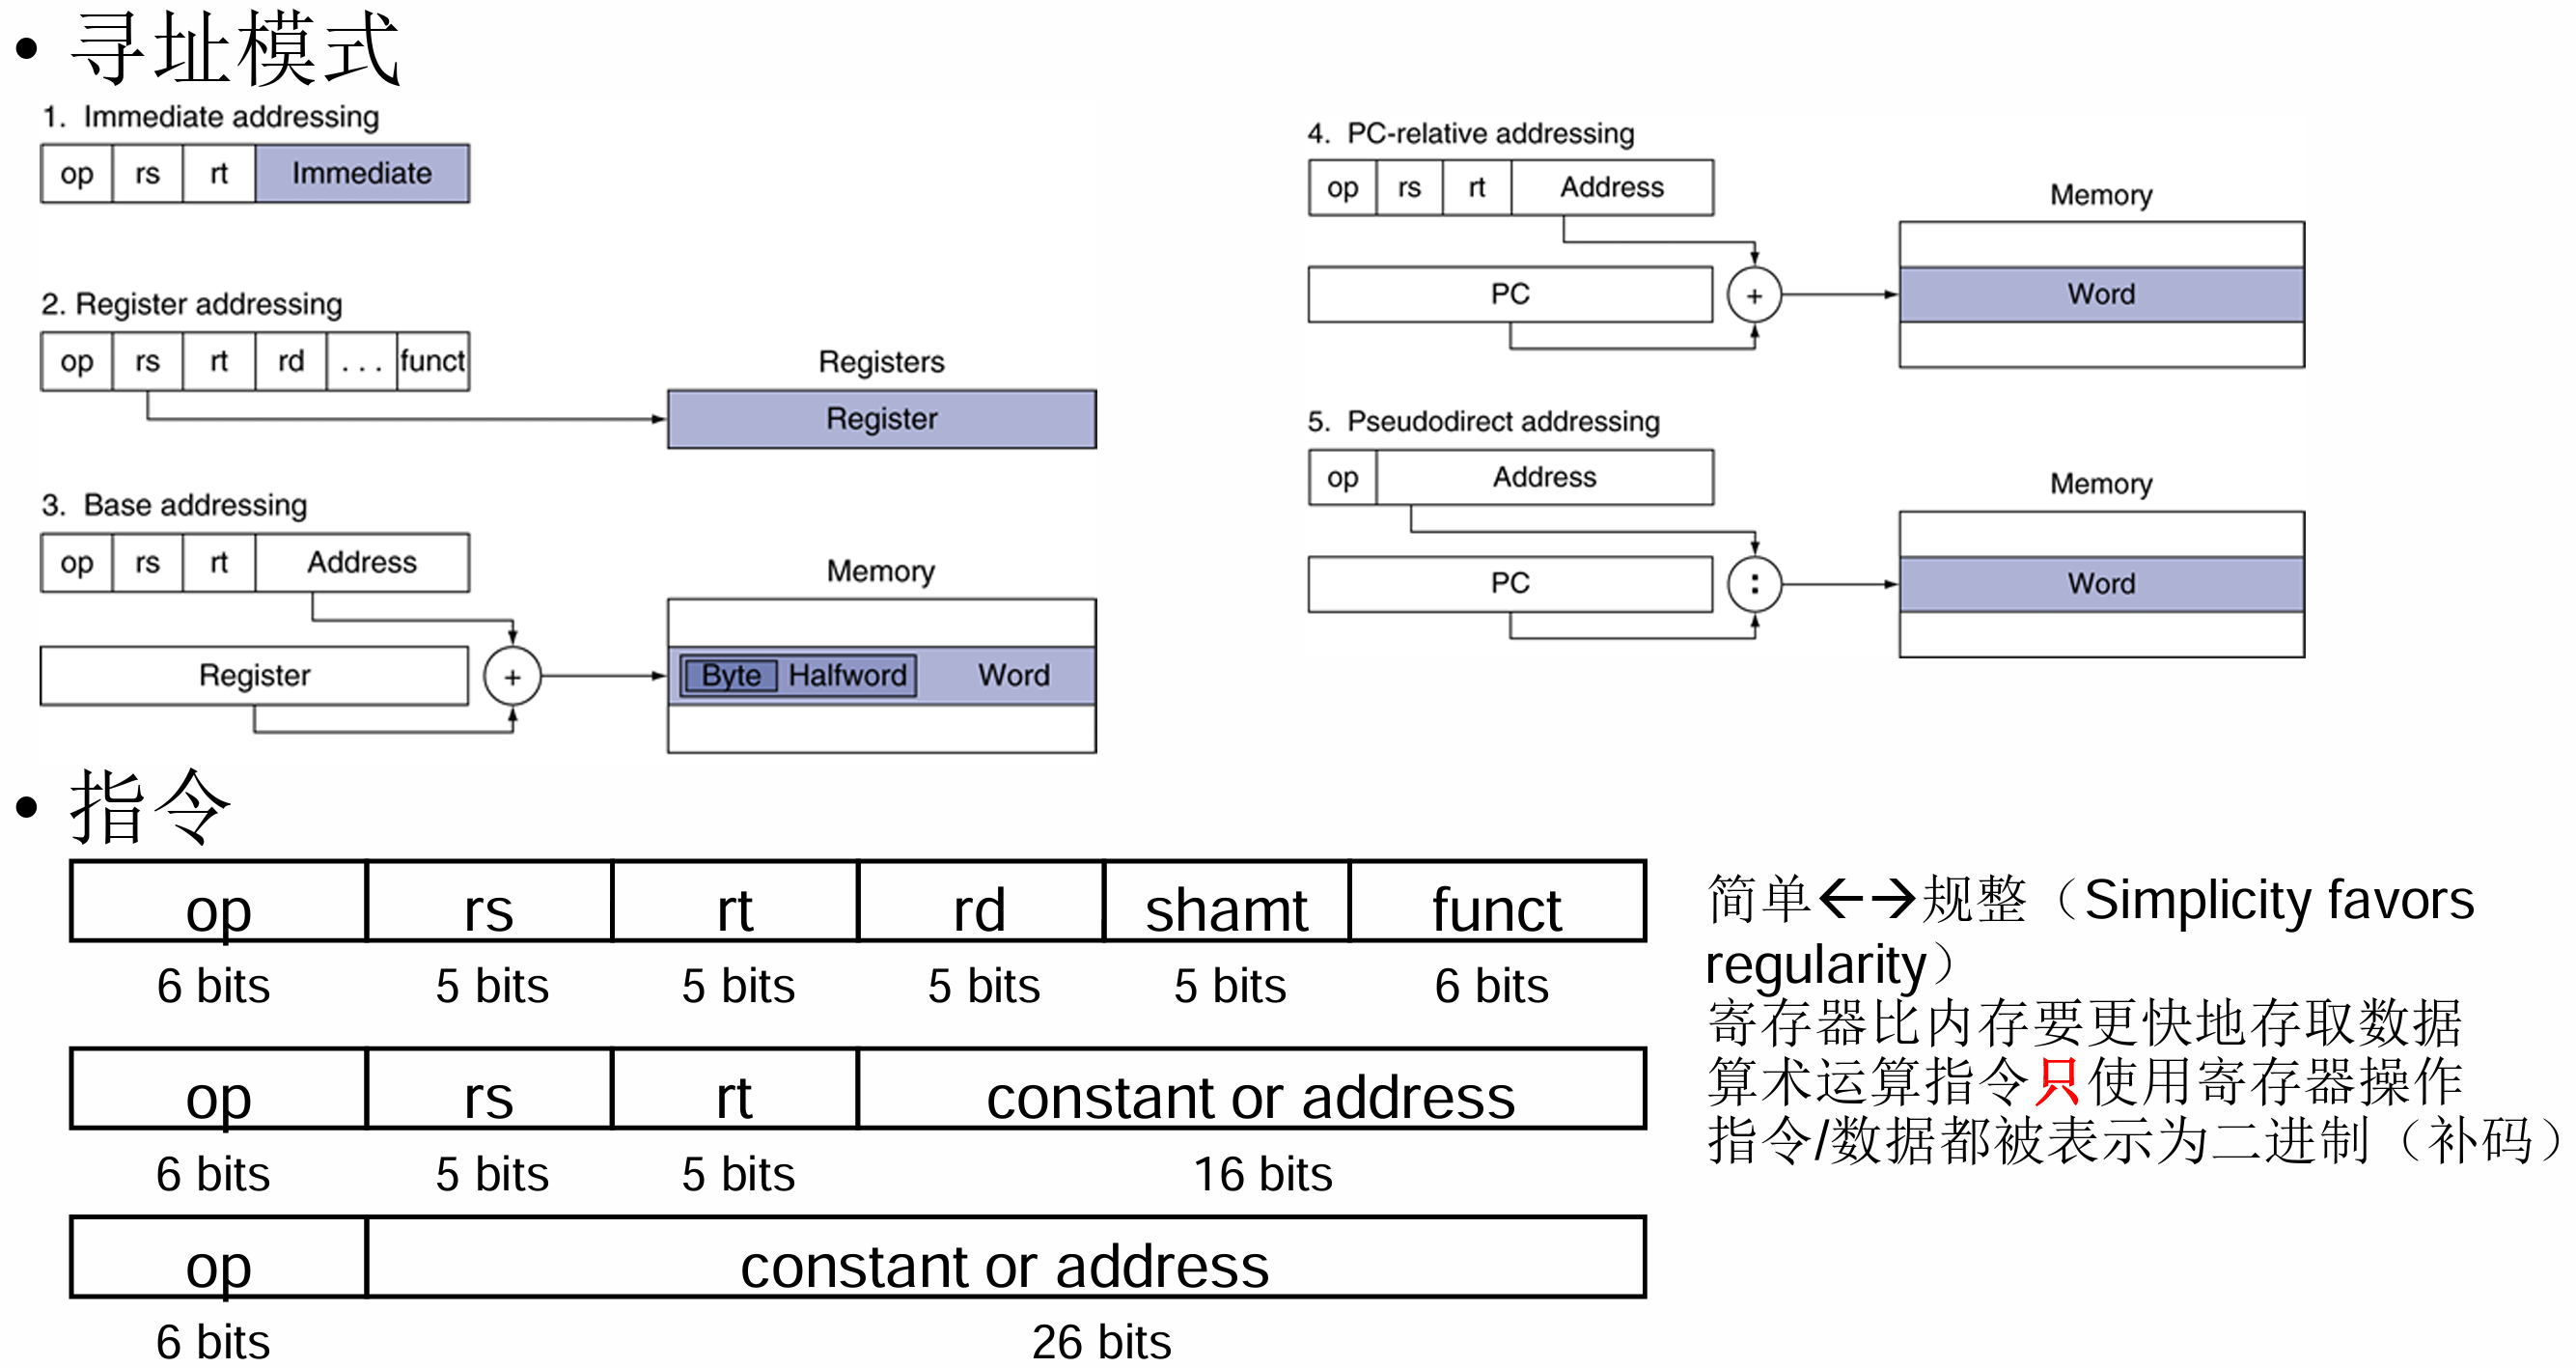 • 寻址模式
1. Immediate addressing
op rs rt Immediate
2. Register addressing
op rs rt rd . . . funct
Registers
Register
3. Base addressing
op rs rt Address
Memory
Register + Byte Halfword Word
4. PC-relative addressing
op rs rt Address
Memory
PC + Word
5. Pseudodirect addressing
op Address
Memory
PC : Word
• 指令
op rs rt rd shamt funct
6 bits 5 bits 5 bits 5 bits 5 bits 6 bits
op rs rt constant or address
6 bits 5 bits 5 bits 16 bits
op constant or address
6 bits 26 bits
简单←→规整（Simplicity favors
regularity）
寄存器比内存要更快地存取数据
算术运算指令只使用寄存器操作
指令/数据都被表示为二进制（补码）